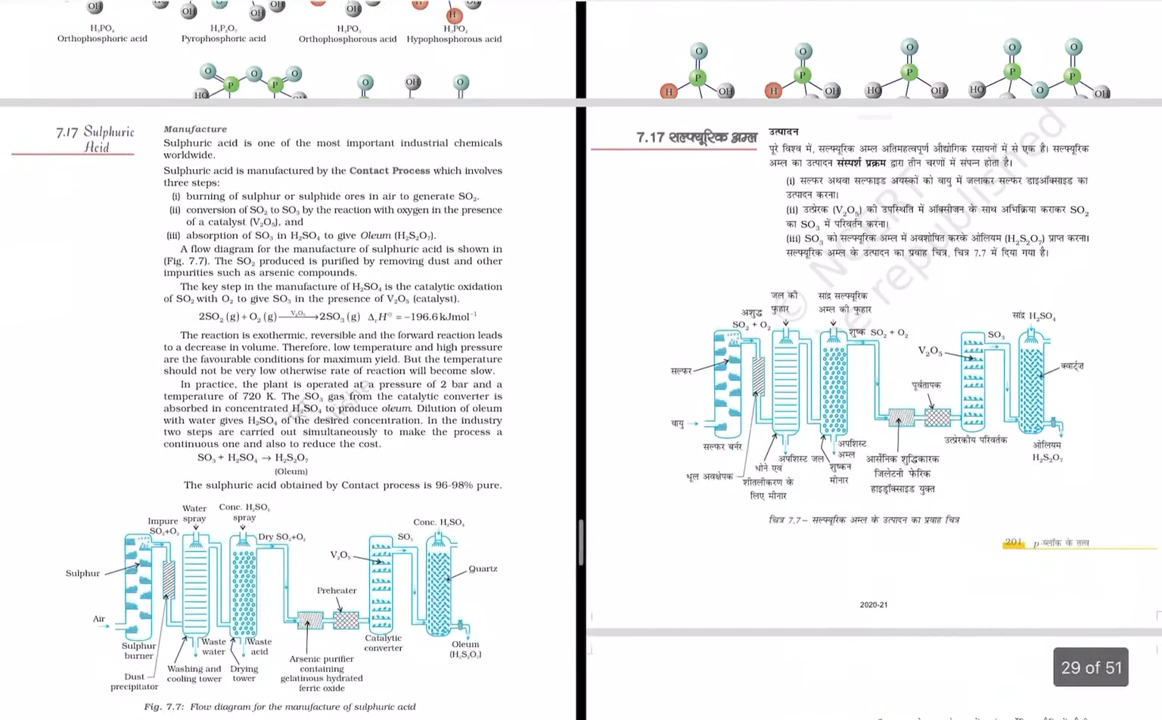 H₃PO₄
Orthophosphoric acid
H₄P₂O₇
Pyrophosphoric acid
H₃PO₃
Orthophosphorous acid
H₃PO₂
Hypophosphorous acid
7.17 Sulphuric
Acid
Manufacture
Sulphuric acid is one of the most important industrial chemicals
worldwide.
Sulphuric acid is manufactured by the Contact Process which involves
three steps:
(i) burning of sulphur or sulphide ores in air to generate SO₂.
(ii) conversion of SO₂ to SO₃ by the reaction with oxygen in the presence
of a catalyst (V₂O₅), and
(iii) absorption of SO₃ in H₂SO₄ to give Oleum (H₂S₂O₇).
A flow diagram for the manufacture of sulphuric acid is shown in
(Fig. 7.7). The SO₂ produced is purified by removing dust and other
impurities such as arsenic compounds.
The key step in the manufacture of H₂SO₄ is the catalytic oxidation
of SO₂ with O₂ to give SO₃ in the presence of V₂O₅ (catalyst).
2SO₂ (g) + O₂ (g) —V₂O₅→ 2SO₃ (g) ΔᵣH⊖ = −196.6 kJmol⁻¹
The reaction is exothermic, reversible and the forward reaction leads
to a decrease in volume. Therefore, low temperature and high pressure
are the favourable conditions for maximum yield. But the temperature
should not be very low otherwise rate of reaction will become slow.
In practice, the plant is operated at a pressure of 2 bar and a
temperature of 720 K. The SO₃ gas from the catalytic converter is
absorbed in concentrated H₂SO₄ to produce oleum. Dilution of oleum
with water gives H₂SO₄ of the desired concentration. In the industry
two steps are carried out simultaneously to make the process a
continuous one and also to reduce the cost.
SO₃ + H₂SO₄ → H₂S₂O₇
(Oleum)
The sulphuric acid obtained by Contact process is 96-98% pure.
Water
spray
Conc. H₂SO₄
spray
Impure
SO₂+O₂
Dry SO₂+O₂
Conc. H₂SO₄
SO₃
V₂O₅
Quartz
Sulphur
Preheater
Air
Sulphur
burner
Waste
water
Waste
acid
Catalytic
converter
Oleum
(H₂S₂O₇)
Dust
precipitator
Washing and
cooling tower
Drying
tower
Arsenic purifier
containing
gelatinous hydrated
ferric oxide
Fig. 7.7: Flow diagram for the manufacture of sulphuric acid
7.17 सल्फ्यूरिक अम्ल
उत्पादन
पूरे विश्व में, सल्फ्यूरिक अम्ल अतिमहत्वपूर्ण औद्योगिक रसायनों में से एक है। सल्फ्यूरिक
अम्ल का उत्पादन संस्पर्श प्रक्रम द्वारा तीन चरणों में संपन्न होता है।
(i) सल्फर अथवा सल्फाइड अयस्कों को वायु में जलाकर सल्फर डाइऑक्साइड का
उत्पादन करना।
(ii) उत्प्रेरक (V₂O₅) की उपस्थिति में ऑक्सीजन के साथ अभिक्रिया कराकर SO₂
का SO₃ में परिवर्तन करना।
(iii) SO₃ को सल्फ्यूरिक अम्ल में अवशोषित करके ओलियम (H₂S₂O₇) प्राप्त करना।
सल्फ्यूरिक अम्ल के उत्पादन का प्रवाह चित्र, चित्र 7.7 में दिया गया है।
जल की
फुहार
सांद्र सल्फ्यूरिक
अम्ल की फुहार
अशुद्ध
SO₂ + O₂
शुष्क SO₂ + O₂
SO₃
सांद्र H₂SO₄
V₂O₅
क्वार्ट्ज
सल्फर
पूर्वतापक
वायु
सल्फर बर्नर
अपशिस्ट जल
अपशिस्ट
अम्ल
उत्प्रेरकीय परिवर्तक
ओलियम
H₂S₂O₇
धूल अवक्षेपक
धोने एवं
शीतलीकरण के
लिए मीनार
शुष्कन
मीनार
आर्सेनिक शुद्धिकारक
जिलेटनी फेरिक
हाइड्रॉक्साइड युक्त
चित्र 7.7 – सल्फ्यूरिक अम्ल के उत्पादन का प्रवाह चित्र
201 p-ब्लॉक के तत्व
2020-21
29 of 51
© NCERT
be republished